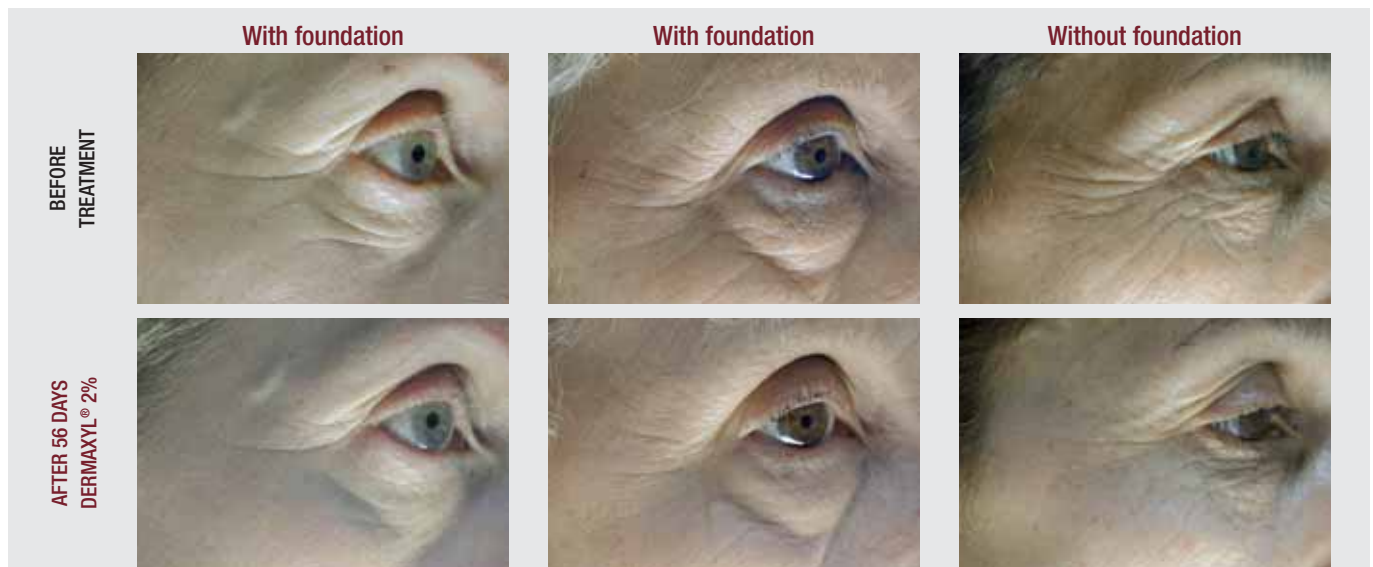 With foundation
With foundation
Without foundation
BEFORE
TREATMENT
AFTER 56 DAYS
DERMAXYL® 2%